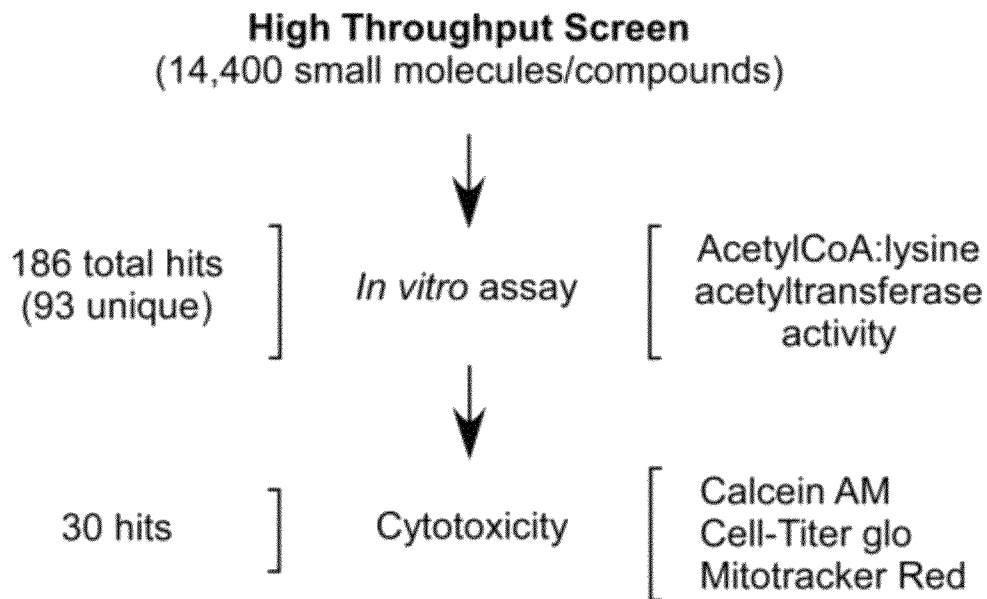 High Throughput Screen
(14,400 small molecules/compounds)
186 total hits
(93 unique)
In vitro assay
AcetylCoA:lysine
acetyltransferase
activity
30 hits
Cytotoxicity
Calcein AM
Cell-Titer glo
Mitotracker Red